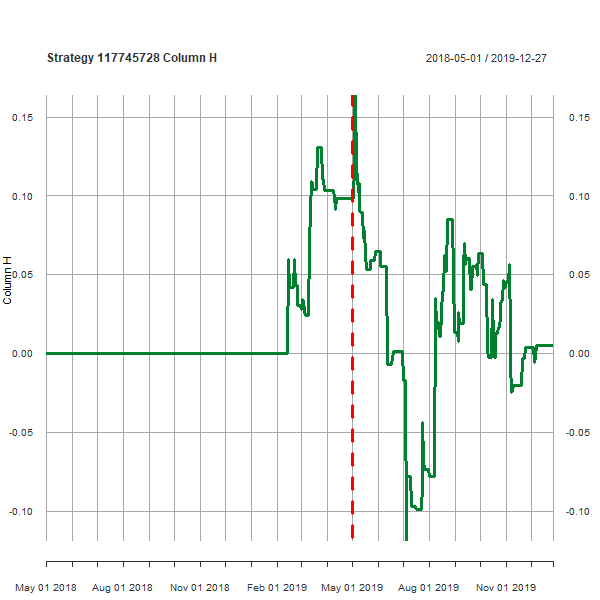 Strategy 117745728 Column H
2018-05-01 / 2019-12-27
0.15 0.15
0.10 0.10
0.05 0.05
Column H
0.00 0.00
-0.05 -0.05
-0.10 -0.10
May 01 2018 Aug 01 2018 Nov 01 2018 Feb 01 2019 May 01 2019 Aug 01 2019 Nov 01 2019